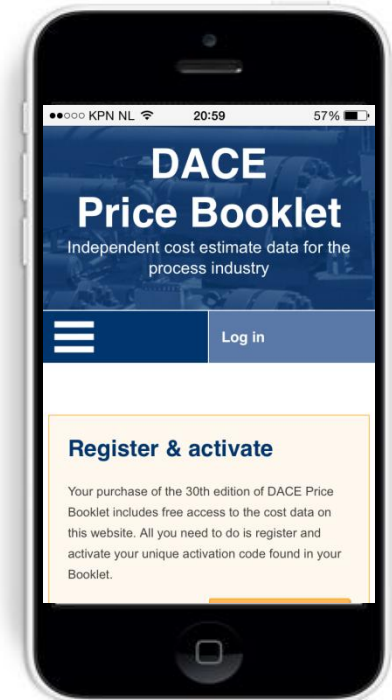 ●●○○○ KPN NL 20:59 57%
DACE
Price Booklet
Independent cost estimate data for the
process industry
Log in
Register & activate
Your purchase of the 30th edition of DACE Price
Booklet includes free access to the cost data on
this website. All you need to do is register and
activate your unique activation code found in your
Booklet.